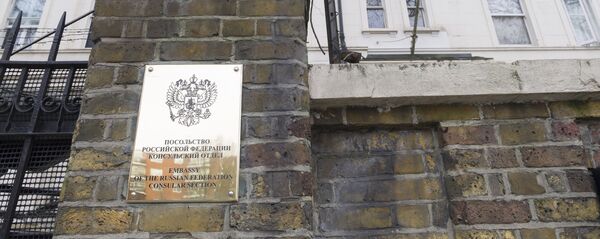 ПОСОЛЬСТВО
РОССИЙСКОЙ ФЕДЕРАЦИИ
КОНСУЛЬСКИЙ ОТДЕЛ
EMBASSY
OF THE RUSSIAN FEDERATION
CONSULAR SECTION